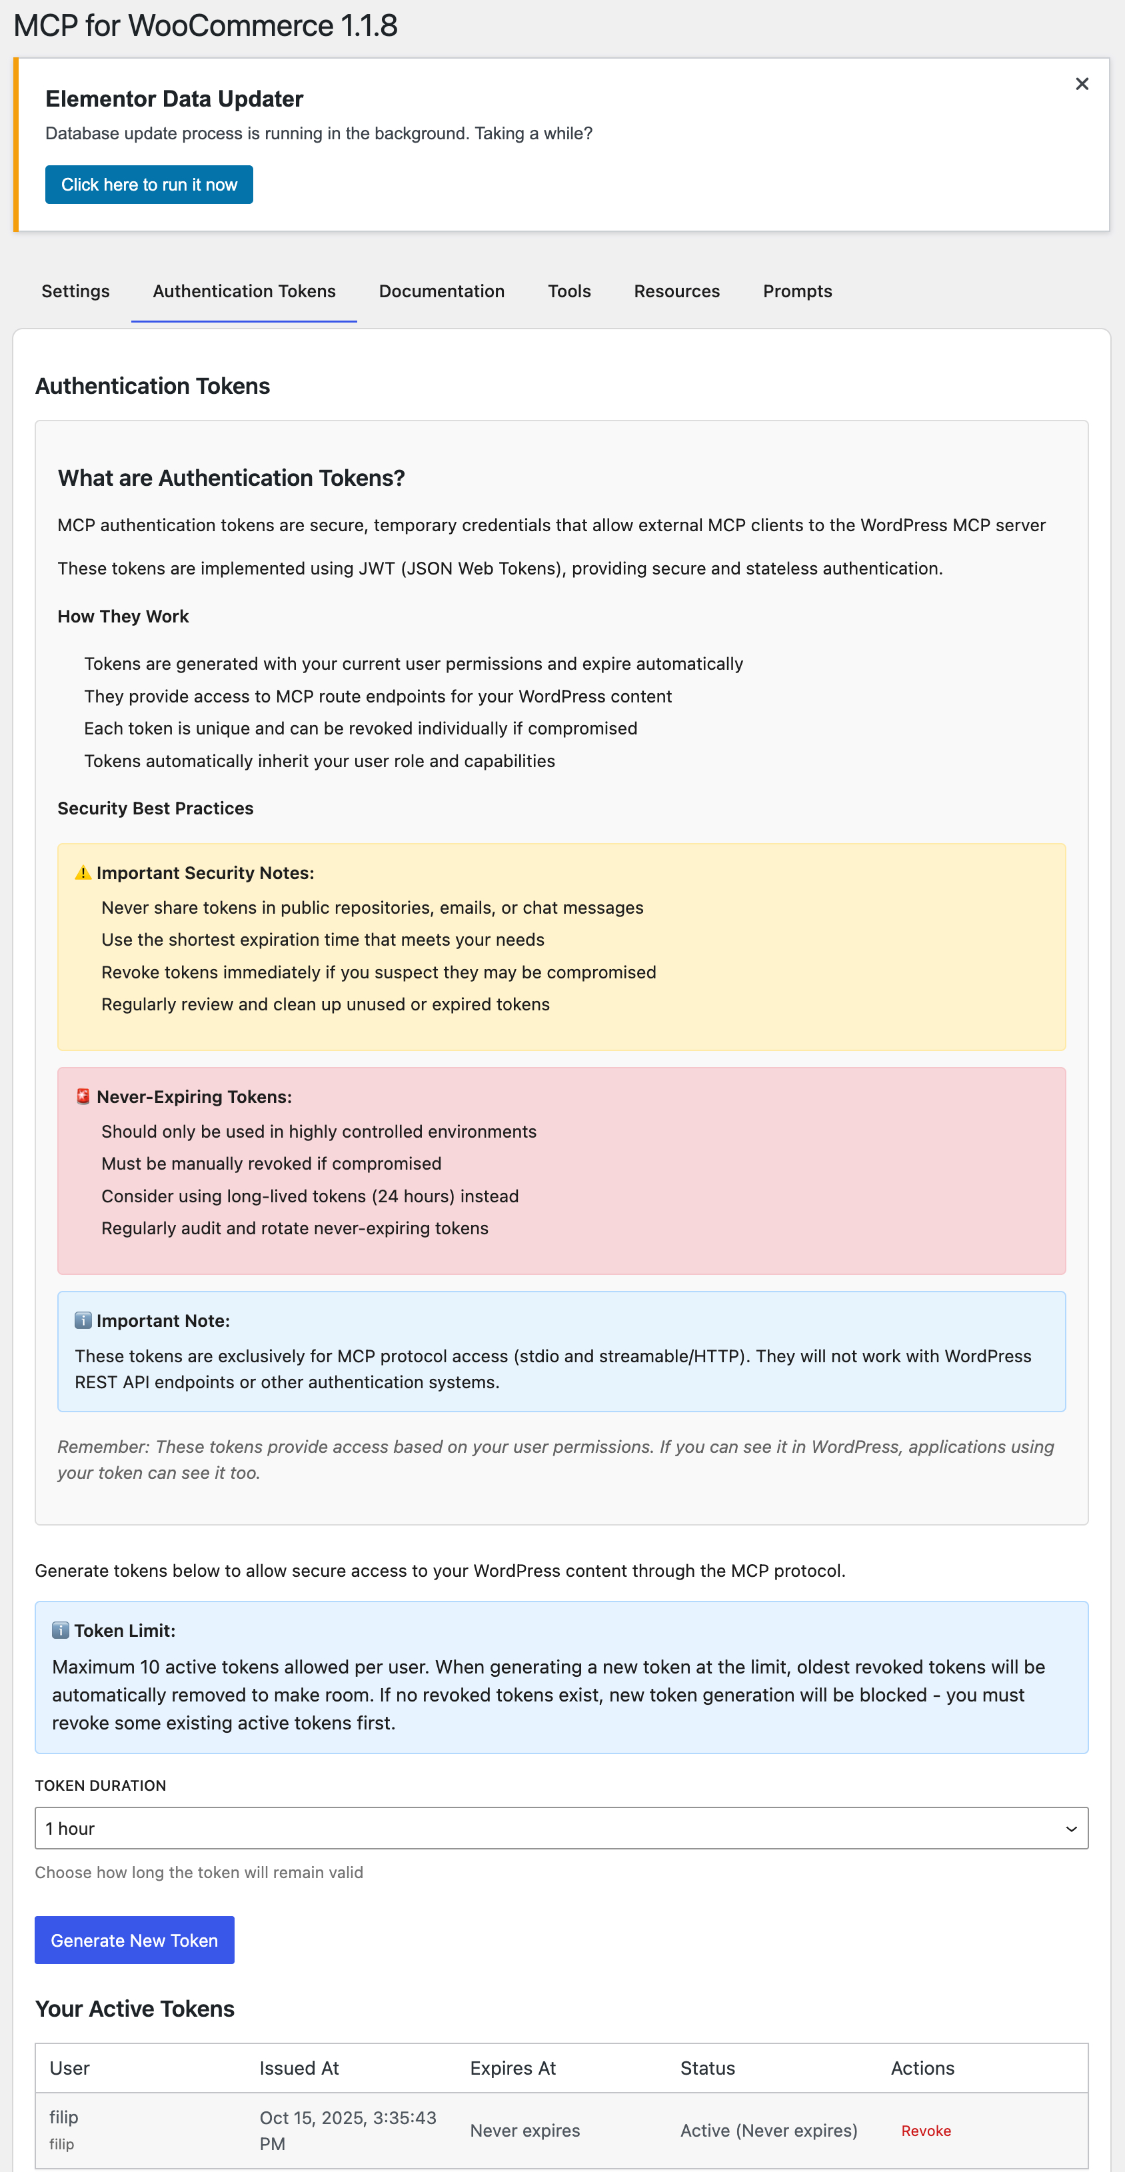 MCP for WooCommerce 1.1.8
Elementor Data Updater
Database update process is running in the background. Taking a while?
Click here to run it now
Settings
Authentication Tokens
Documentation
Tools
Resources
Prompts
Authentication Tokens
What are Authentication Tokens?
MCP authentication tokens are secure, temporary credentials that allow external MCP clients to the WordPress MCP server
These tokens are implemented using JWT (JSON Web Tokens), providing secure and stateless authentication.
How They Work
Tokens are generated with your current user permissions and expire automatically
They provide access to MCP route endpoints for your WordPress content
Each token is unique and can be revoked individually if compromised
Tokens automatically inherit your user role and capabilities
Security Best Practices
⚠️ Important Security Notes:
Never share tokens in public repositories, emails, or chat messages
Use the shortest expiration time that meets your needs
Revoke tokens immediately if you suspect they may be compromised
Regularly review and clean up unused or expired tokens
🚨 Never-Expiring Tokens:
Should only be used in highly controlled environments
Must be manually revoked if compromised
Consider using long-lived tokens (24 hours) instead
Regularly audit and rotate never-expiring tokens
ℹ️ Important Note:
These tokens are exclusively for MCP protocol access (stdio and streamable/HTTP). They will not work with WordPress
REST API endpoints or other authentication systems.
Remember: These tokens provide access based on your user permissions. If you can see it in WordPress, applications using
your token can see it too.
Generate tokens below to allow secure access to your WordPress content through the MCP protocol.
ℹ️ Token Limit:
Maximum 10 active tokens allowed per user. When generating a new token at the limit, oldest revoked tokens will be
automatically removed to make room. If no revoked tokens exist, new token generation will be blocked - you must
revoke some existing active tokens first.
TOKEN DURATION
1 hour
Choose how long the token will remain valid
Generate New Token
Your Active Tokens
User
Issued At
Expires At
Status
Actions
filip
filip
Oct 15, 2025, 3:35:43
PM
Never expires
Active (Never expires)
Revoke